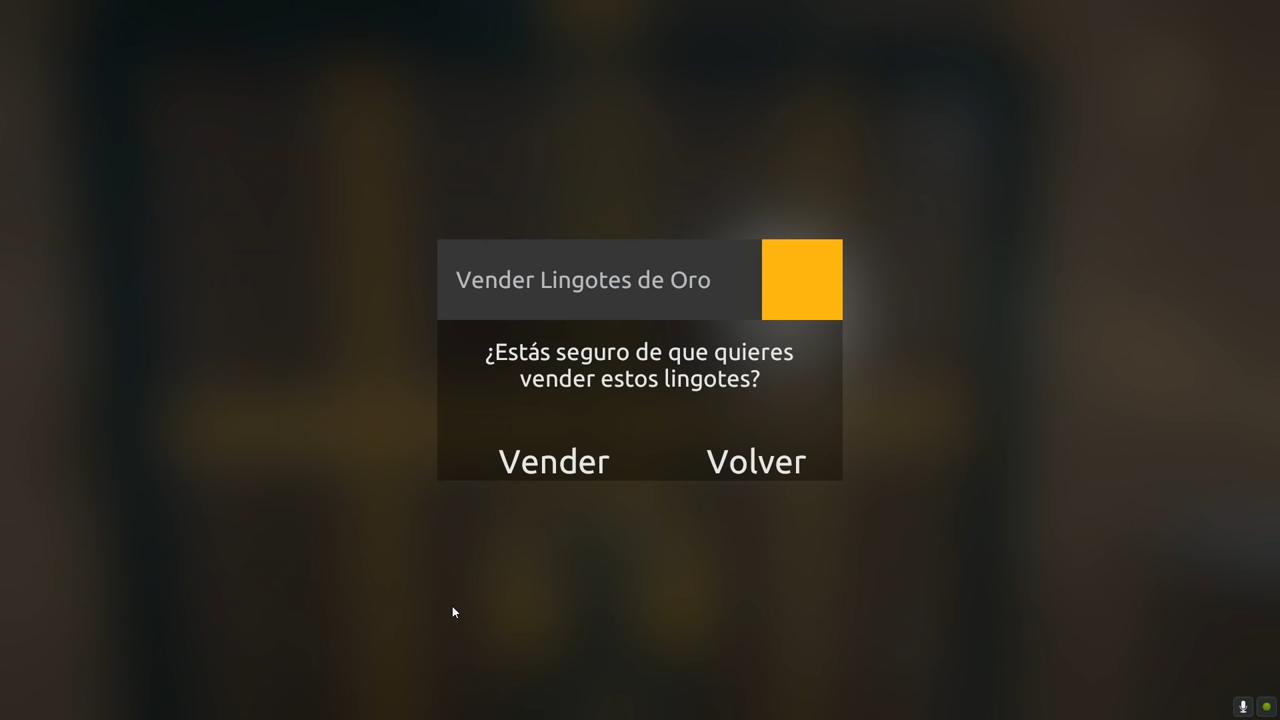 Vender Lingotes de Oro
¿Estás seguro de que quieres
vender estos lingotes?
Vender Volver